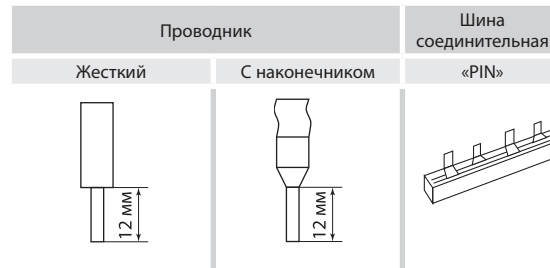 Проводник
Шина
соединительная
Жесткий
С наконечником
«PIN»
12 мм
12 мм